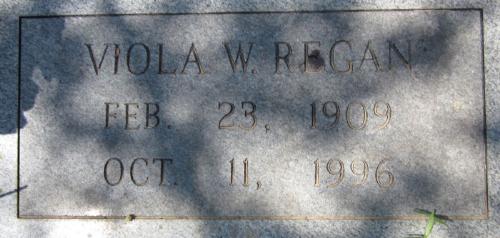 VIOLA W. REGAN
FEB. 23, 1909
OCT. 11, 1996